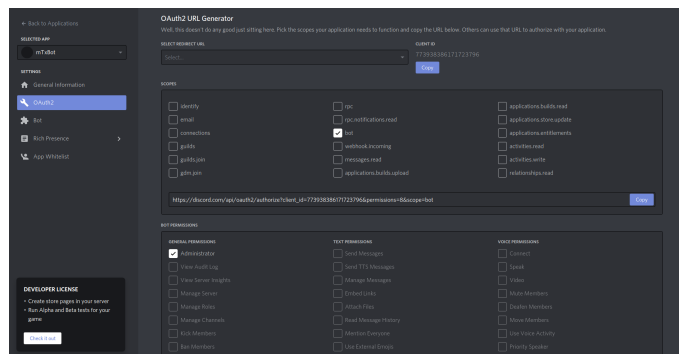 ← Back to Applications
SELECTED APP
mTxBot
SETTINGS
General Information
OAuth2
Bot
Rich Presence
App Whitelist
DEVELOPER LICENSE
• Create store pages in your server
• Run Alpha and Beta tests for your
game
Check it out
OAuth2 URL Generator
Well, this doesn't do any good just sitting here. Pick the scopes your application needs to function and copy the URL below. Others can use that URL to authorize with your application.
SELECT REDIRECT URL
CLIENT ID
Select...
773938386171723796
Copy
SCOPES
identify
rpc
applications.builds.read
email
rpc.notifications.read
applications.store.update
connections
bot
applications.entitlements
guilds
webhook.incoming
activities.read
guilds.join
messages.read
activities.write
gdm.join
applications.builds.upload
relationships.read
https://discord.com/api/oauth2/authorize?client_id=773938386171723796&permissions=8&scope=bot
Copy
BOT PERMISSIONS
GENERAL PERMISSIONS
TEXT PERMISSIONS
VOICE PERMISSIONS
Administrator
Send Messages
Connect
View Audit Log
Send TTS Messages
Speak
View Server Insights
Manage Messages
Video
Manage Server
Embed Links
Mute Members
Manage Roles
Attach Files
Deafen Members
Manage Channels
Read Message History
Move Members
Kick Members
Mention Everyone
Use Voice Activity
Ban Members
Use External Emojis
Priority Speaker